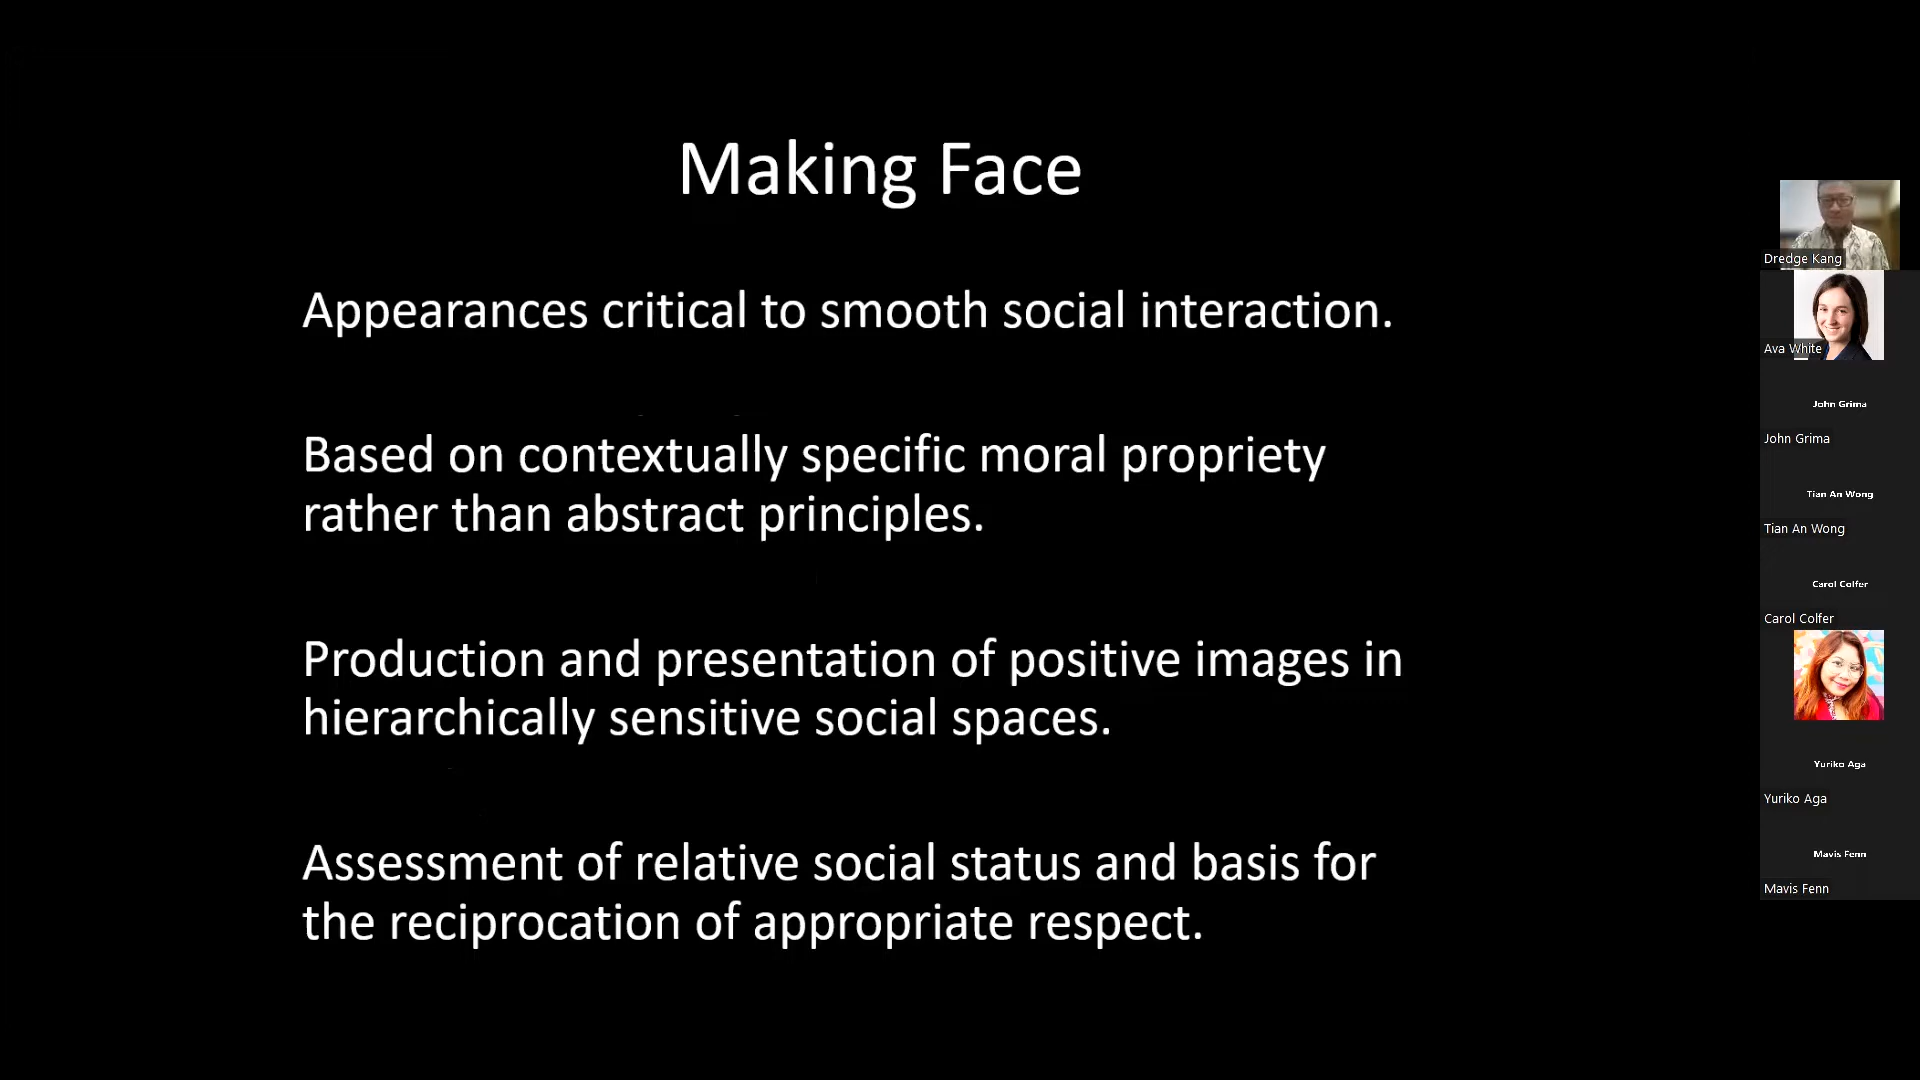 Making Face
Appearances critical to smooth social interaction.
Based on contextually specific moral propriety
rather than abstract principles.
Production and presentation of positive images in
hierarchically sensitive social spaces.
Assessment of relative social status and basis for
the reciprocation of appropriate respect.
Dredge Kang
Ava White
John Grima
John Grima
Tian An Wong
Tian An Wong
Carol Colfer
Carol Colfer
Yuriko Aga
Yuriko Aga
Mavis Fenn
Mavis Fenn